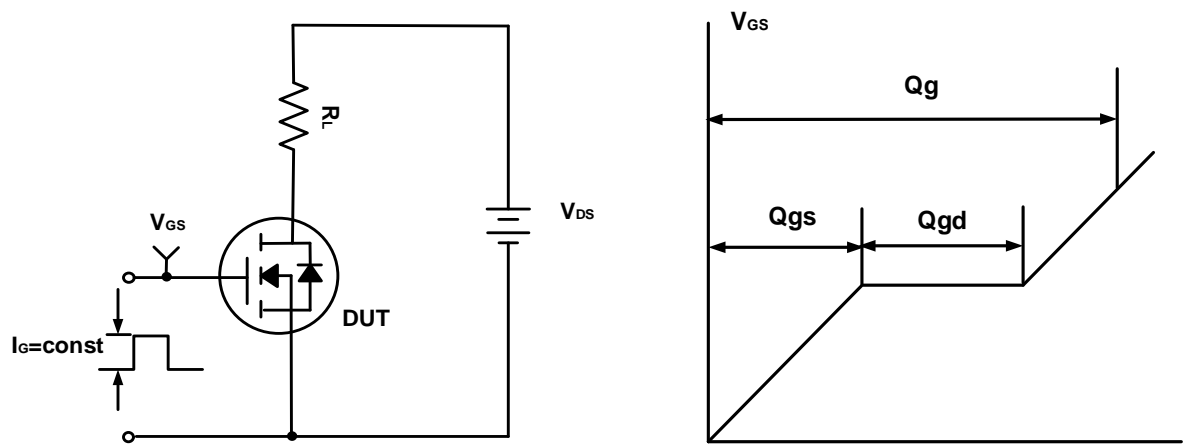 RL
VDS
VGS
DUT
IG=const
VGS
Qg
Qgs
Qgd